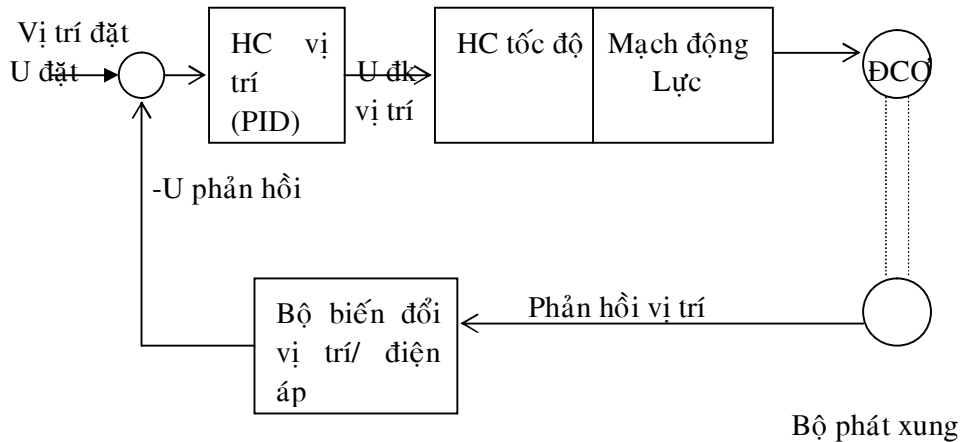 Vị trí đặt
U đặt
HC vị
trí
(PID)
U đk
vị trí
HC tốc độ
Mạch động
Lực
ĐCƠ
-U phản hồi
Bộ biến đổi
vị trí/ điện
áp
Phản hồi vị trí
Bộ phát xung